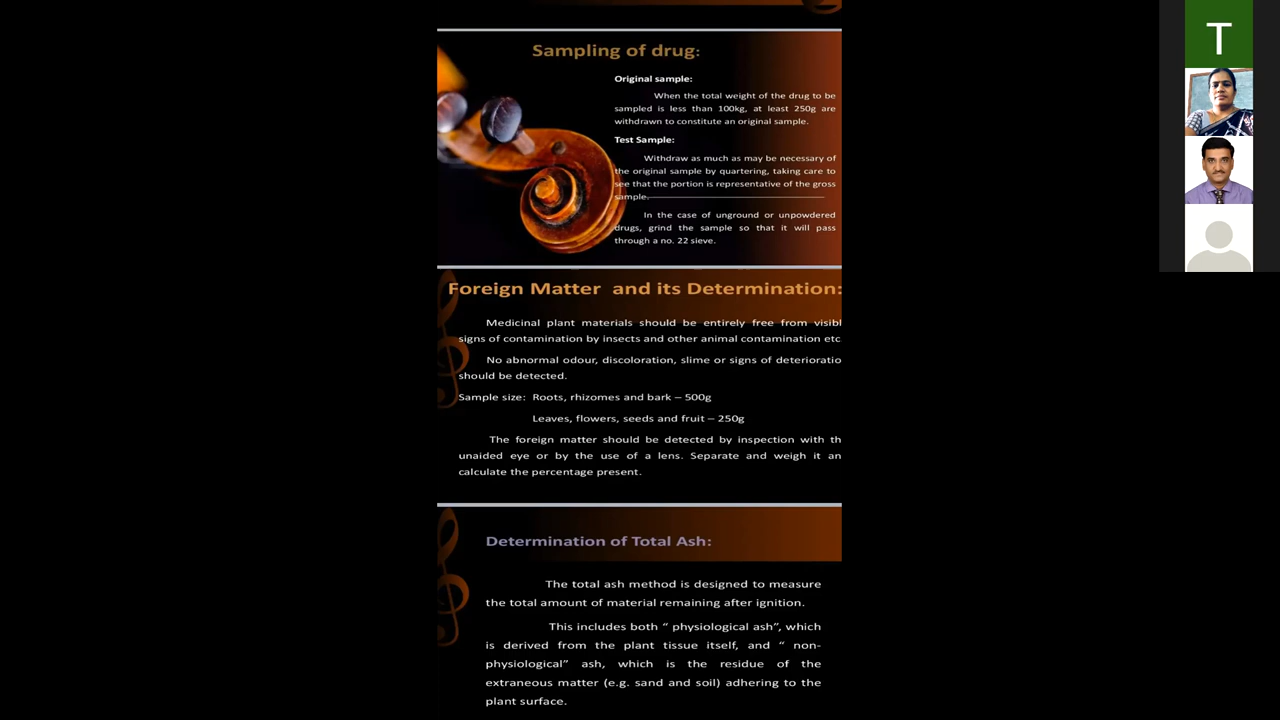 Sampling of drug:
Original sample:
When the total weight of the drug to be
sampled is less than 100kg, at least 250g are
withdrawn to constitute an original sample.
Test Sample:
Withdraw as much as may be necessary of
the original sample by quartering, taking care to
see that the portion is representative of the gross
sample.
In the case of unground or unpowdered
drugs, grind the sample so that it will pass
through a no. 22 sieve.
Foreign Matter and its Determination:
Medicinal plant materials should be entirely free from visibl
signs of contamination by insects and other animal contamination etc
No abnormal odour, discoloration, slime or signs of deterioratio
should be detected.
Sample size: Roots, rhizomes and bark – 500g
Leaves, flowers, seeds and fruit – 250g
The foreign matter should be detected by inspection with th
unaided eye or by the use of a lens. Separate and weigh it an
calculate the percentage present.
Determination of Total Ash:
The total ash method is designed to measure
the total amount of material remaining after ignition.
This includes both “ physiological ash”, which
is derived from the plant tissue itself, and “ non-
physiological” ash, which is the residue of the
extraneous matter (e.g. sand and soil) adhering to the
plant surface.
T